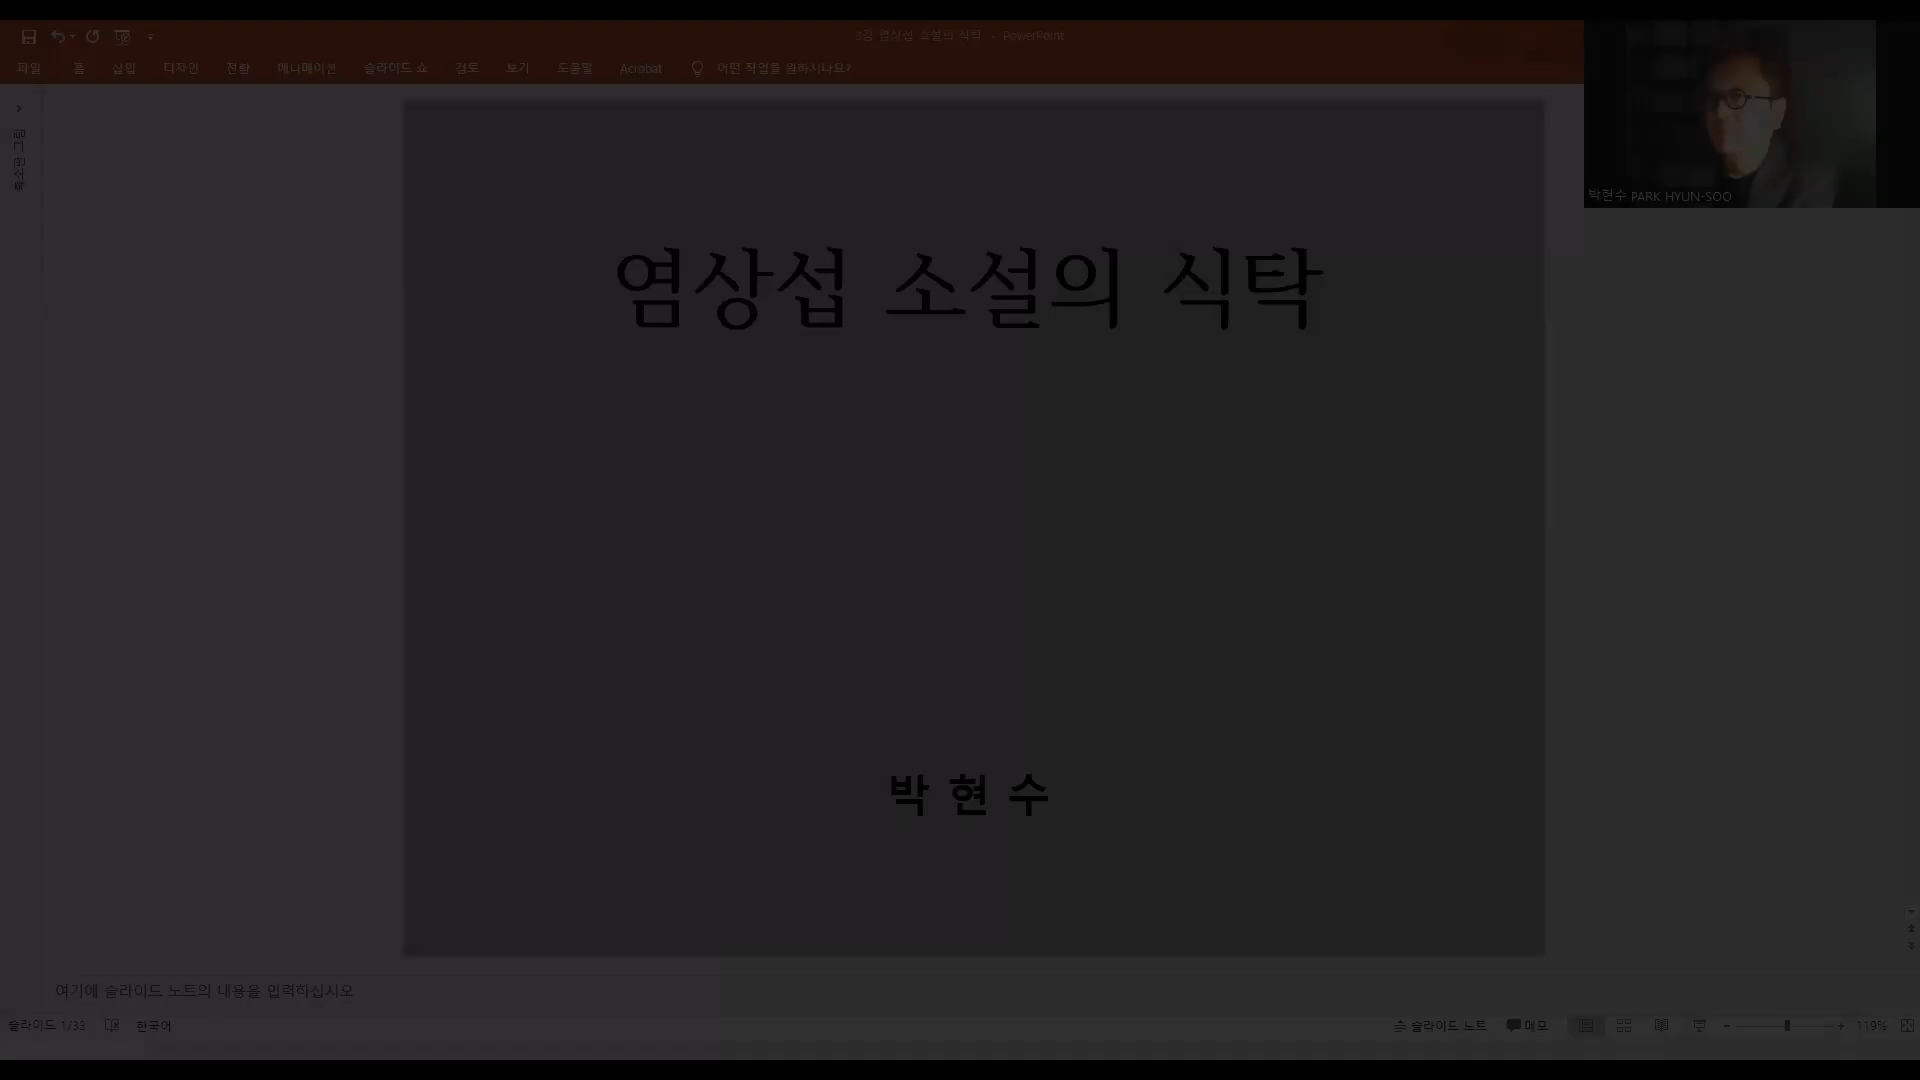 3강 염상섭 소설의 식탁 - PowerPoint
파일 홈 삽입 디자인 전환 애니메이션 슬라이드 쇼 검토 보기 도움말 Acrobat 어떤 작업을 원하시나요?
축소판 그림
박현수 PARK HYUN-SOO
염상섭 소설의 식탁
박 현 수
여기에 슬라이드 노트의 내용을 입력하십시오
슬라이드 1/33 한국어 슬라이드 노트 메모 119%